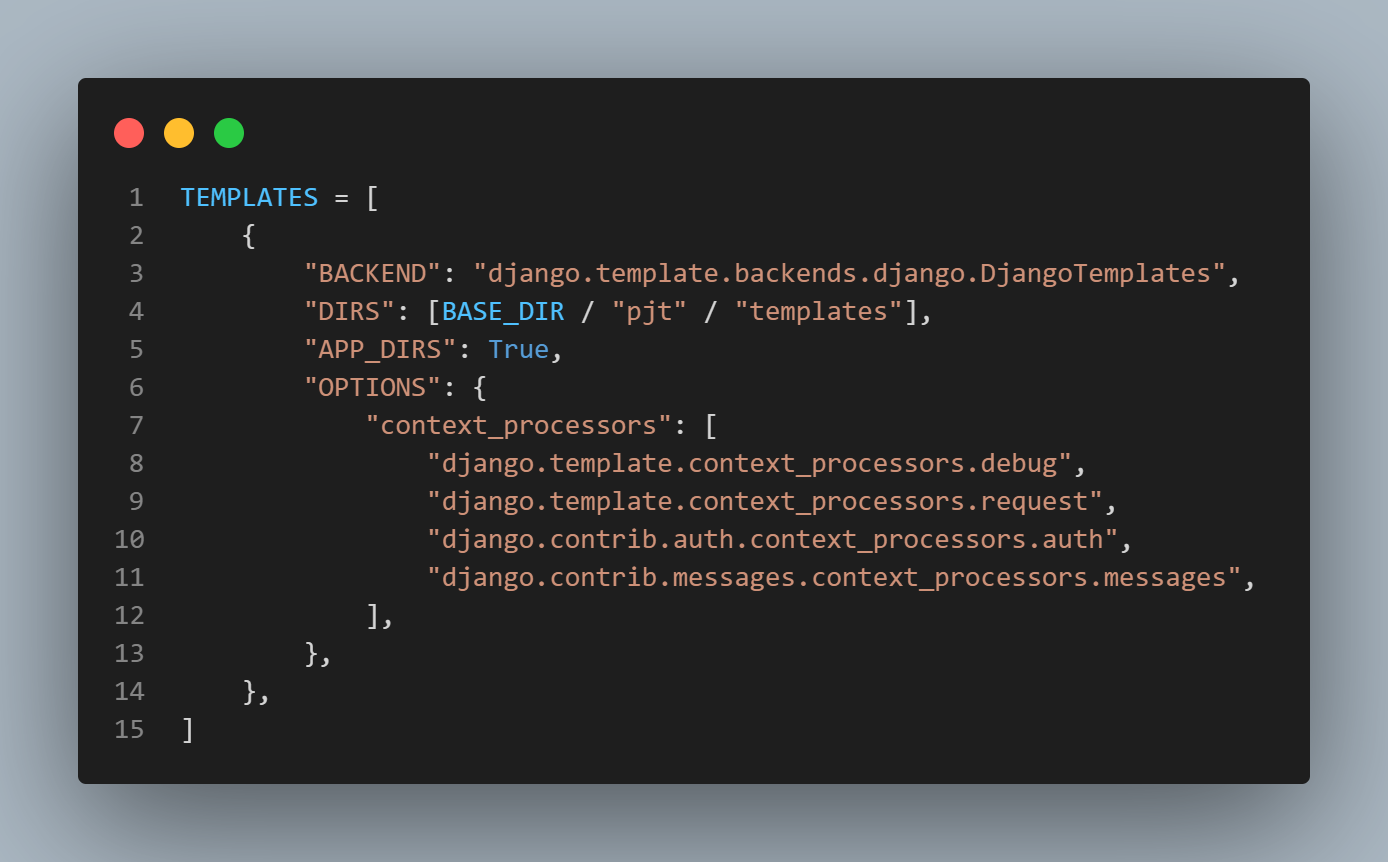 1 TEMPLATES = [
2     {
3         "BACKEND": "django.template.backends.django.DjangoTemplates",
4         "DIRS": [BASE_DIR / "pjt" / "templates"],
5         "APP_DIRS": True,
6         "OPTIONS": {
7             "context_processors": [
8                 "django.template.context_processors.debug",
9                 "django.template.context_processors.request",
10                 "django.contrib.auth.context_processors.auth",
11                 "django.contrib.messages.context_processors.messages",
12             ],
13         },
14     },
15 ]